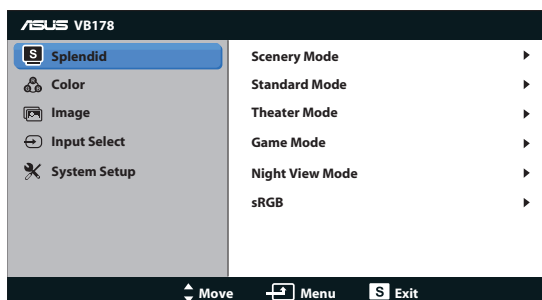 ASUS VB178
S Splendid
Color
Image
Input Select
System Setup
Scenery Mode
Standard Mode
Theater Mode
Game Mode
Night View Mode
sRGB
Move Menu S Exit